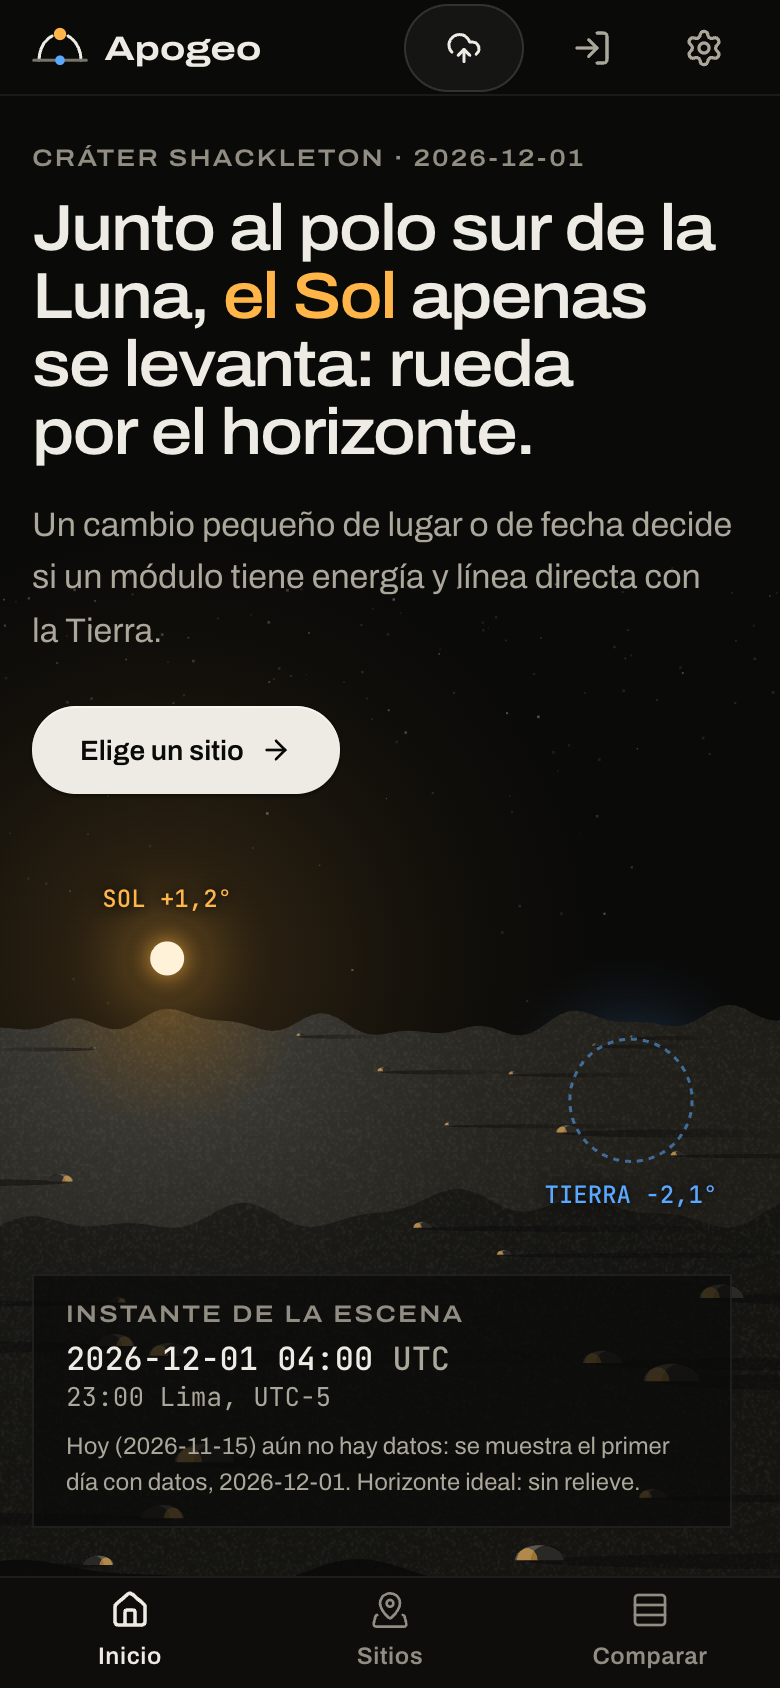 Apogeo
CRÁTER SHACKLETON · 2026-12-01
Junto al polo sur de la
Luna, el Sol apenas
se levanta: rueda
por el horizonte.
Un cambio pequeño de lugar o de fecha decide
si un módulo tiene energía y línea directa con
la Tierra.
Elige un sitio →
SOL +1,2°
TIERRA -2,1°
INSTANTE DE LA ESCENA
2026-12-01 04:00 UTC
23:00 Lima, UTC-5
Hoy (2026-11-15) aún no hay datos: se muestra el primer
día con datos, 2026-12-01. Horizonte ideal: sin relieve.
Inicio
Sitios
Comparar